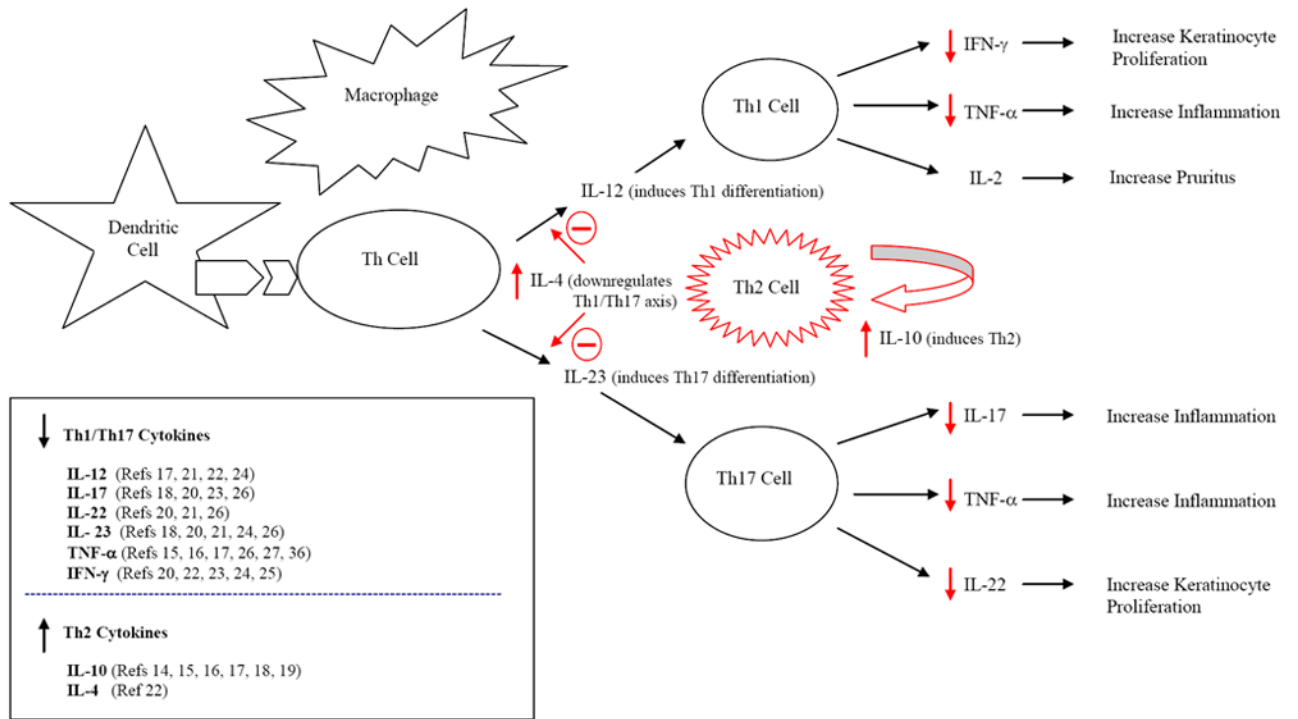 Macrophage
Dendritic
Cell
Th Cell
IL-12 (induces Th1 differentiation)
IL-4 (downregulates
Th1/Th17 axis)
IL-23 (induces Th17 differentiation)
Th1 Cell
IFN-γ
Increase Keratinocyte
Proliferation
TNF-α
Increase Inflammation
IL-2
Increase Pruritus
Th2 Cell
IL-10 (induces Th2)
Th17 Cell
IL-17
Increase Inflammation
TNF-α
Increase Inflammation
IL-22
Increase Keratinocyte
Proliferation
Th1/Th17 Cytokines
IL-12 (Refs 17, 21, 22, 24)
IL-17 (Refs 18, 20, 23, 26)
IL-22 (Refs 20, 21, 26)
IL- 23 (Refs 18, 20, 21, 24, 26)
TNF-α (Refs 15, 16, 17, 26, 27, 36)
IFN-γ (Refs 20, 22, 23, 24, 25)
Th2 Cytokines
IL-10 (Refs 14, 15, 16, 17, 18, 19)
IL-4 (Ref 22)